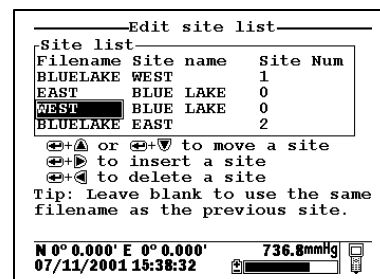 Edit site list
Site list
Filename Site name Site Num
BLUELAKE WEST 1
EAST BLUE LAKE 0
WEST BLUE LAKE 0
BLUELAKE EAST 2
+ or + to move a site
+ to insert a site
+ to delete a site
Tip: Leave blank to use the same
filename as the previous site.
N 0° 0.000' E 0° 0.000' 736.8mmHg
07/11/2001 15:38:32